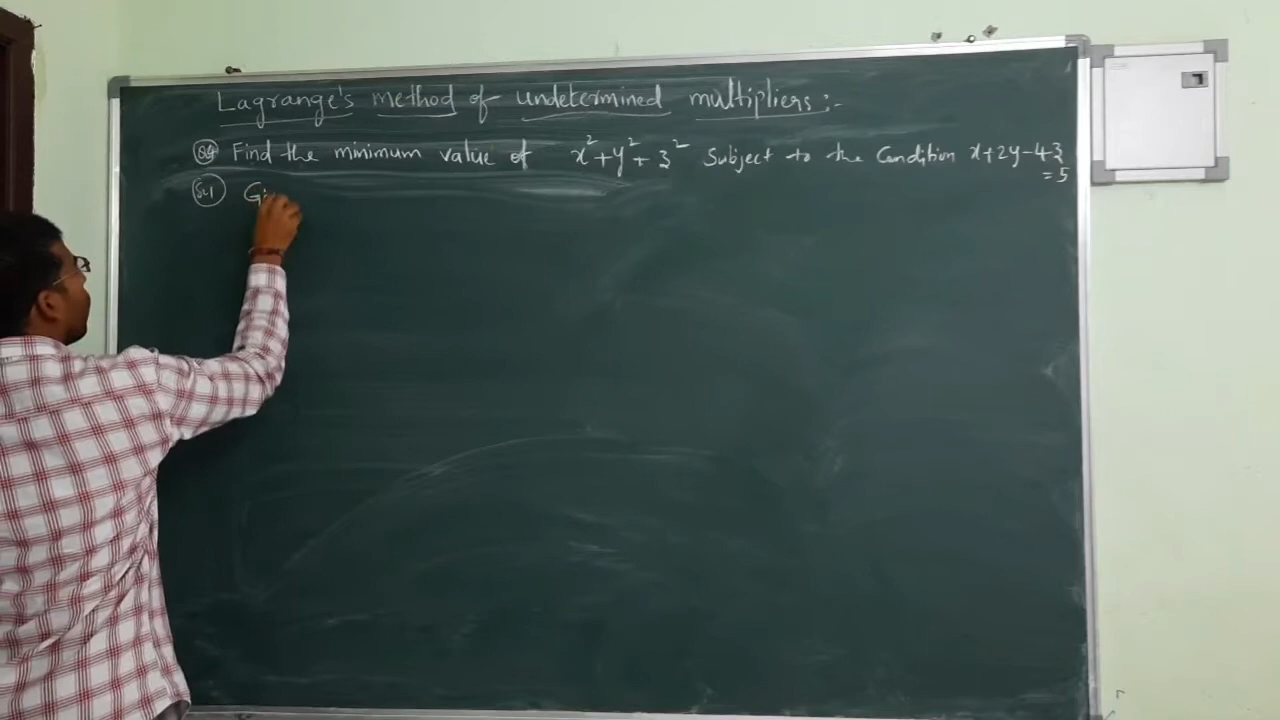 Lagrange's method of undetermined multipliers :-
Find the minimum value of x² + y² + z² Subject to the Condition x + 2y - 4z
= 5
Sol Gi